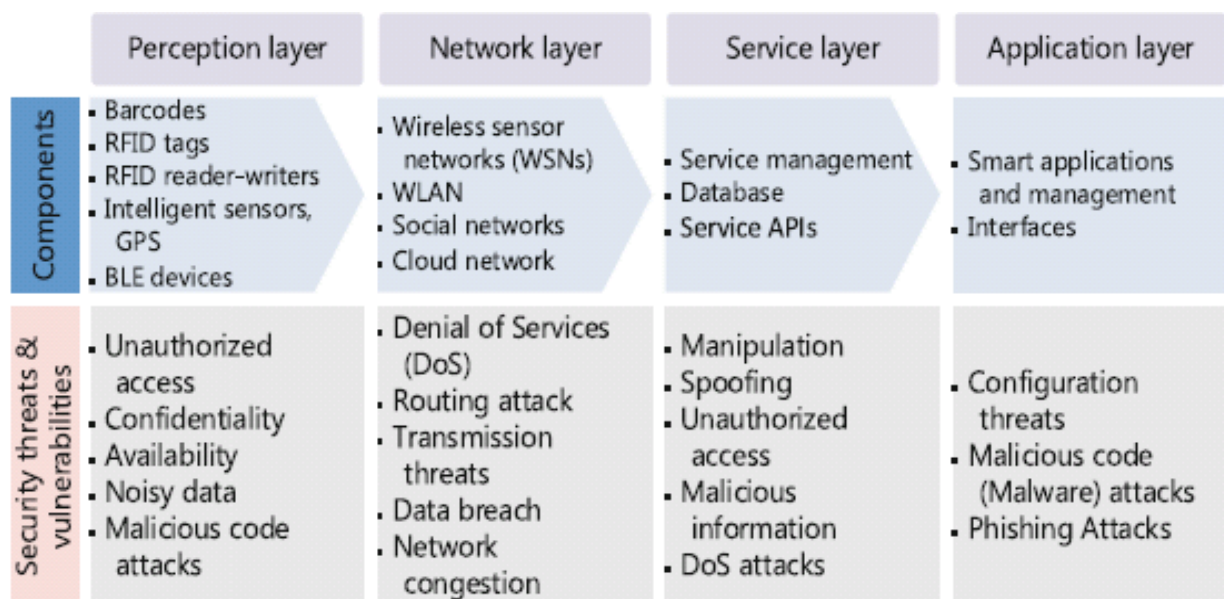 Perception layer
Network layer
Service layer
Application layer
Components
▪ Barcodes
▪ RFID tags
▪ RFID reader-writers
▪ Intelligent sensors,
GPS
▪ BLE devices
▪ Wireless sensor
networks (WSNs)
▪ WLAN
▪ Social networks
▪ Cloud network
▪ Service management
▪ Database
▪ Service APIs
▪ Smart applications
and management
▪ Interfaces
Security threats &
vulnerabilities
▪ Unauthorized
access
▪ Confidentiality
▪ Availability
▪ Noisy data
▪ Malicious code
attacks
▪ Denial of Services
(DoS)
▪ Routing attack
▪ Transmission
threats
▪ Data breach
▪ Network
congestion
▪ Manipulation
▪ Spoofing
▪ Unauthorized
access
▪ Malicious
information
▪ DoS attacks
▪ Configuration
threats
▪ Malicious code
(Malware) attacks
▪ Phishing Attacks